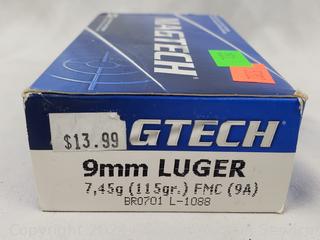 MAGTECH
$13.99
GTECH
9mm LUGER
7,45g (115gr.) FMC (9A)
BR0701 L-1088